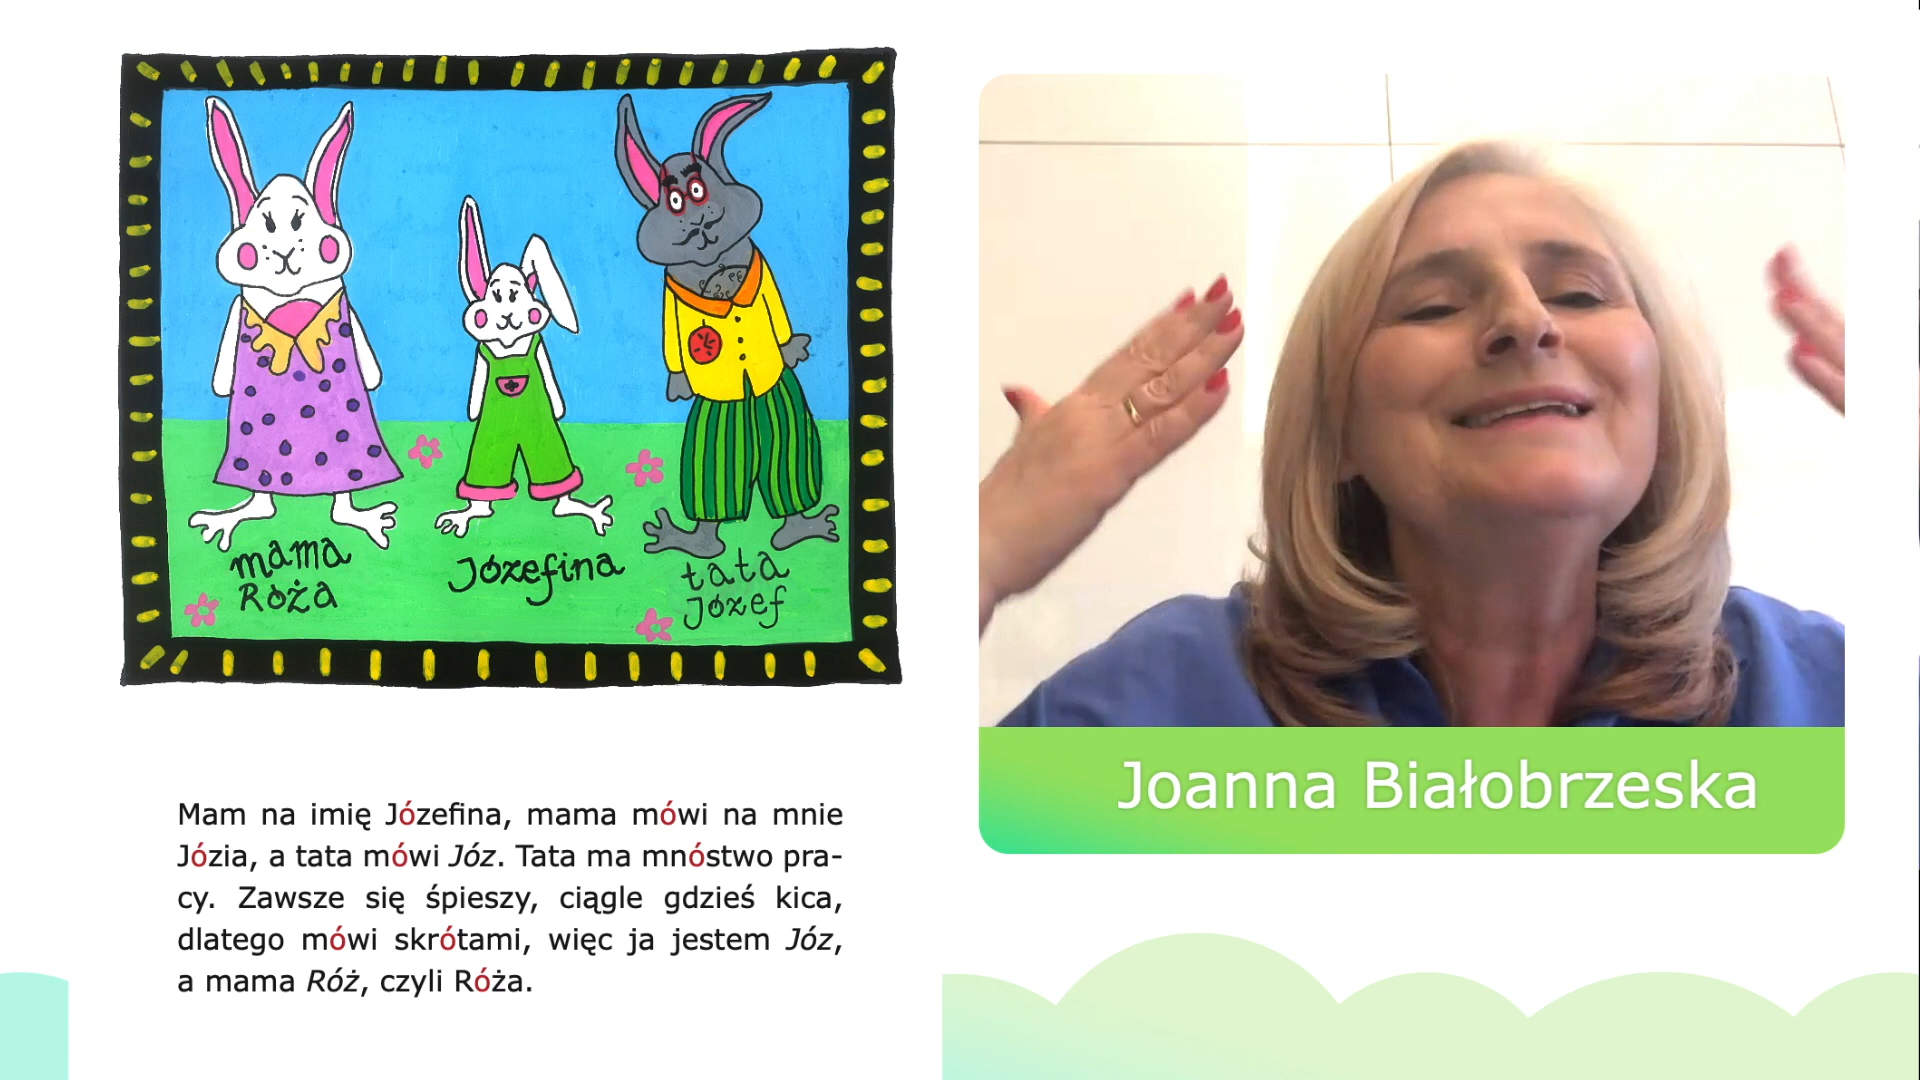 mama
Róża
Józefina
tata
Józef
Mam na imię Józefina, mama mówi na mnie
Józia, a tata mówi Józ. Tata ma mnóstwo pra-
cy. Zawsze się śpieszy, ciągle gdzieś kica,
dlatego mówi skrótami, więc ja jestem Józ,
a mama Róż, czyli Róża.
Joanna Białobrzeska